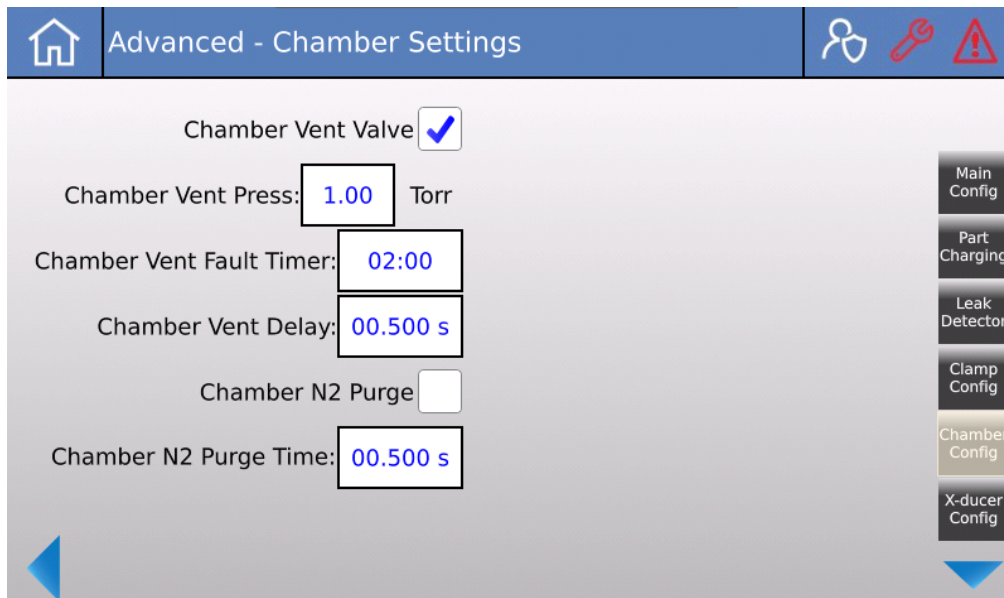 Advanced - Chamber Settings
Chamber Vent Valve
Chamber Vent Press: 1.00 Torr
Chamber Vent Fault Timer: 02:00
Chamber Vent Delay: 00.500 s
Chamber N2 Purge
Chamber N2 Purge Time: 00.500 s
Main
Config
Part
Charging
Leak
Detector
Clamp
Config
Chamber
Config
X-ducer
Config